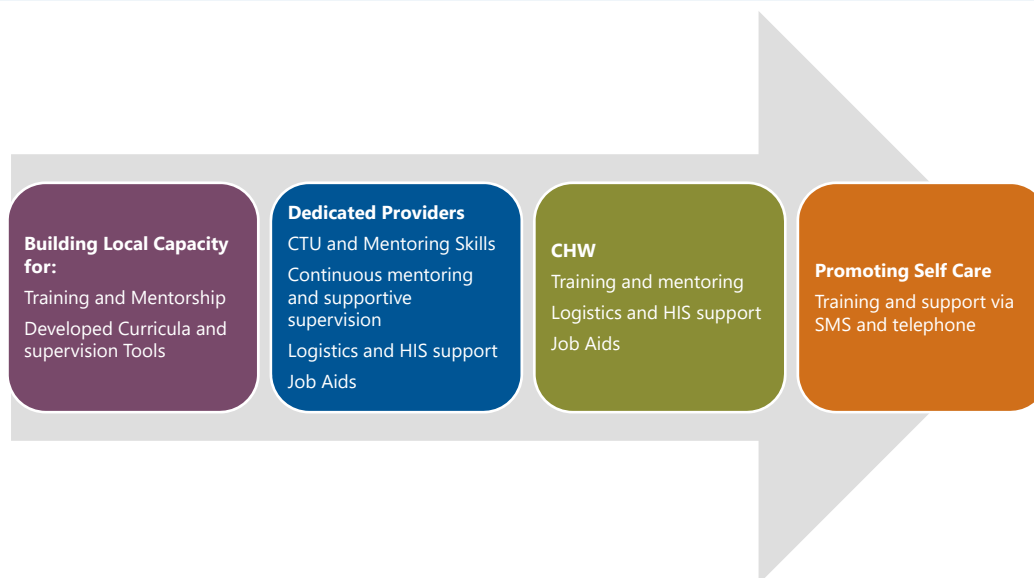 Building Local Capacity
for:
Training and Mentorship
Developed Curricula and
supervision Tools
Dedicated Providers
CTU and Mentoring Skills
Continuous mentoring
and supportive
supervision
Logistics and HIS support
Job Aids
CHW
Training and mentoring
Logistics and HIS support
Job Aids
Promoting Self Care
Training and support via
SMS and telephone